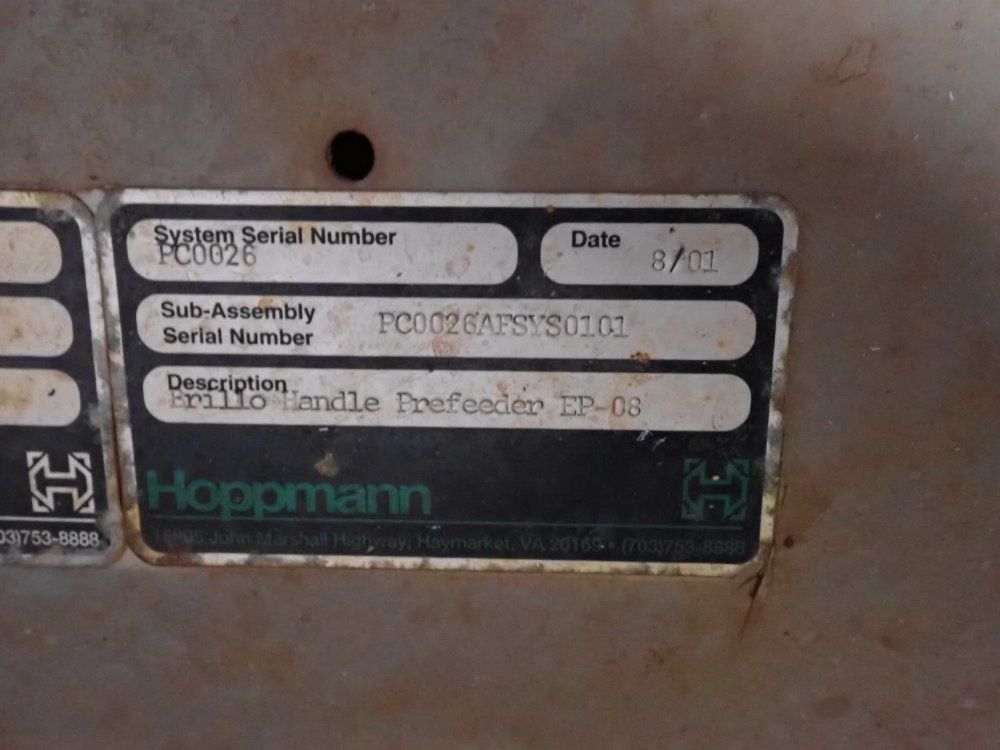 System Serial Number
PC0026
Date
8/01
Sub-Assembly
Serial Number
PC0026AFSYS0101
Description
Brillo Handle Prefeeder EP-08
Hoppmann
John Marshall Highway, Haymarket, VA 20169 • (703)753-8888
03)753-8888